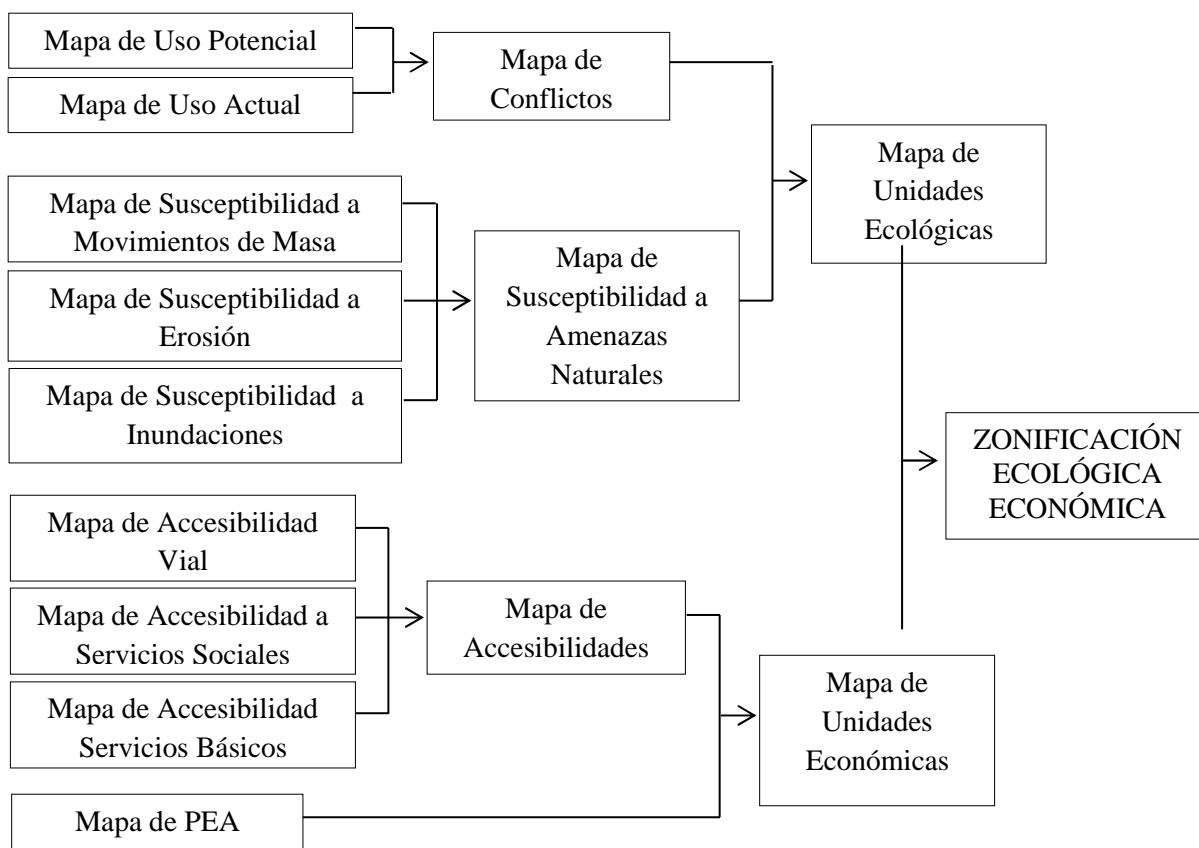 Mapa de Uso Potencial
Mapa de Uso Actual
Mapa de
Conflictos
Mapa de Susceptibilidad a
Movimientos de Masa
Mapa de Susceptibilidad a
Erosión
Mapa de Susceptibilidad a
Inundaciones
Mapa de
Susceptibilidad a
Amenazas
Naturales
Mapa de
Unidades
Ecológicas
Mapa de Accesibilidad
Vial
Mapa de Accesibilidad a
Servicios Sociales
Mapa de Accesibilidad
Servicios Básicos
Mapa de
Accesibilidades
Mapa de PEA
Mapa de
Unidades
Económicas
ZONIFICACIÓN
ECOLÓGICA
ECONÓMICA